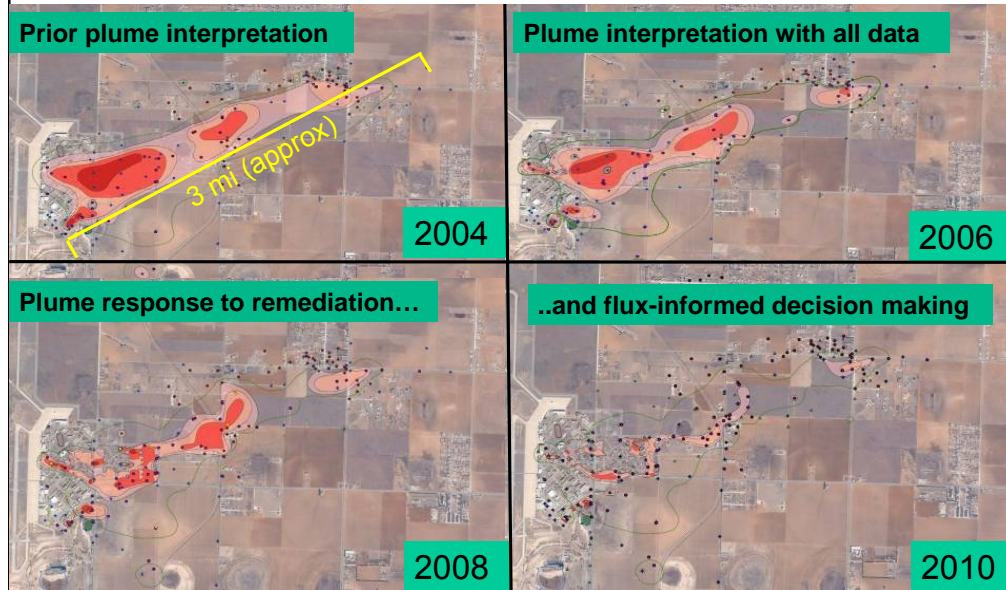 Prior plume interpretation
3 mi (approx)
2004
Plume interpretation with all data
2006
Plume response to remediation…
2008
..and flux-informed decision making
2010